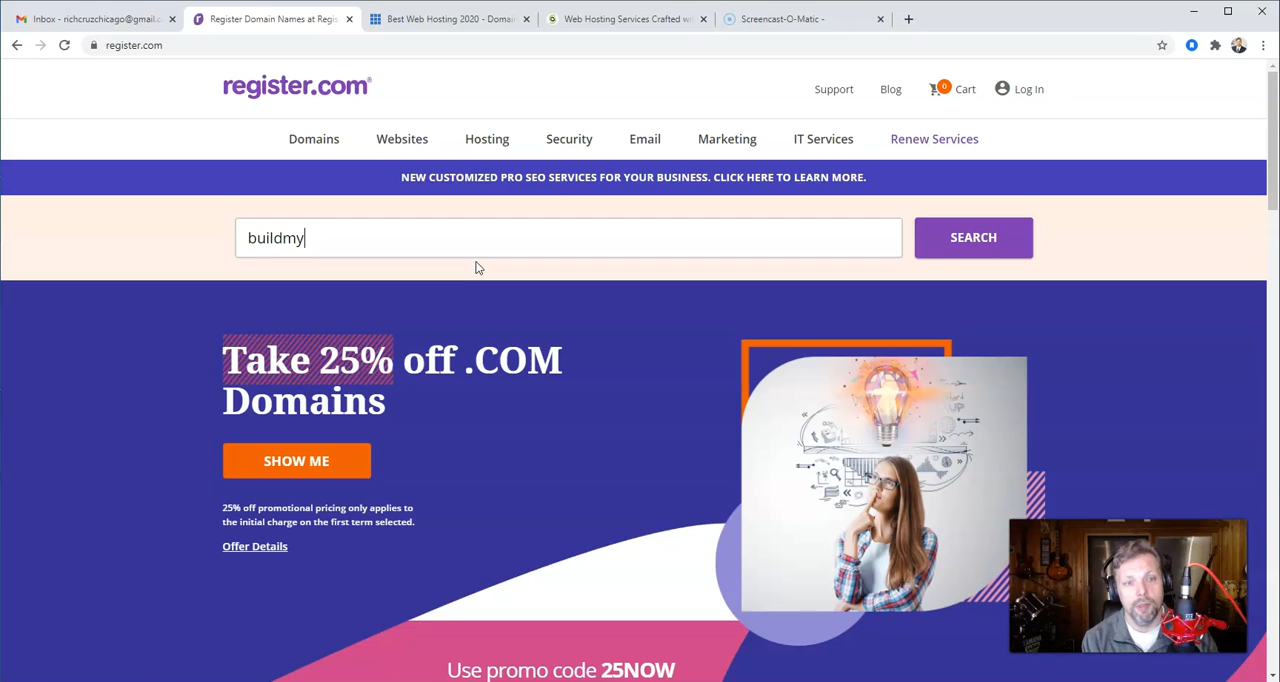 Inbox - richcruzchicago@gmail.c
Register Domain Names at Regis
Best Web Hosting 2020 - Domai
Web Hosting Services Crafted wi
Screencast-O-Matic -
register.com
register.com®
Support
Blog
0
Cart
Log In
Domains
Websites
Hosting
Security
Email
Marketing
IT Services
Renew Services
NEW CUSTOMIZED PRO SEO SERVICES FOR YOUR BUSINESS. CLICK HERE TO LEARN MORE.
buildmy
SEARCH
Take 25% off .COM
Domains
SHOW ME
25% off promotional pricing only applies to
the initial charge on the first term selected.
Offer Details
Use promo code 25NOW